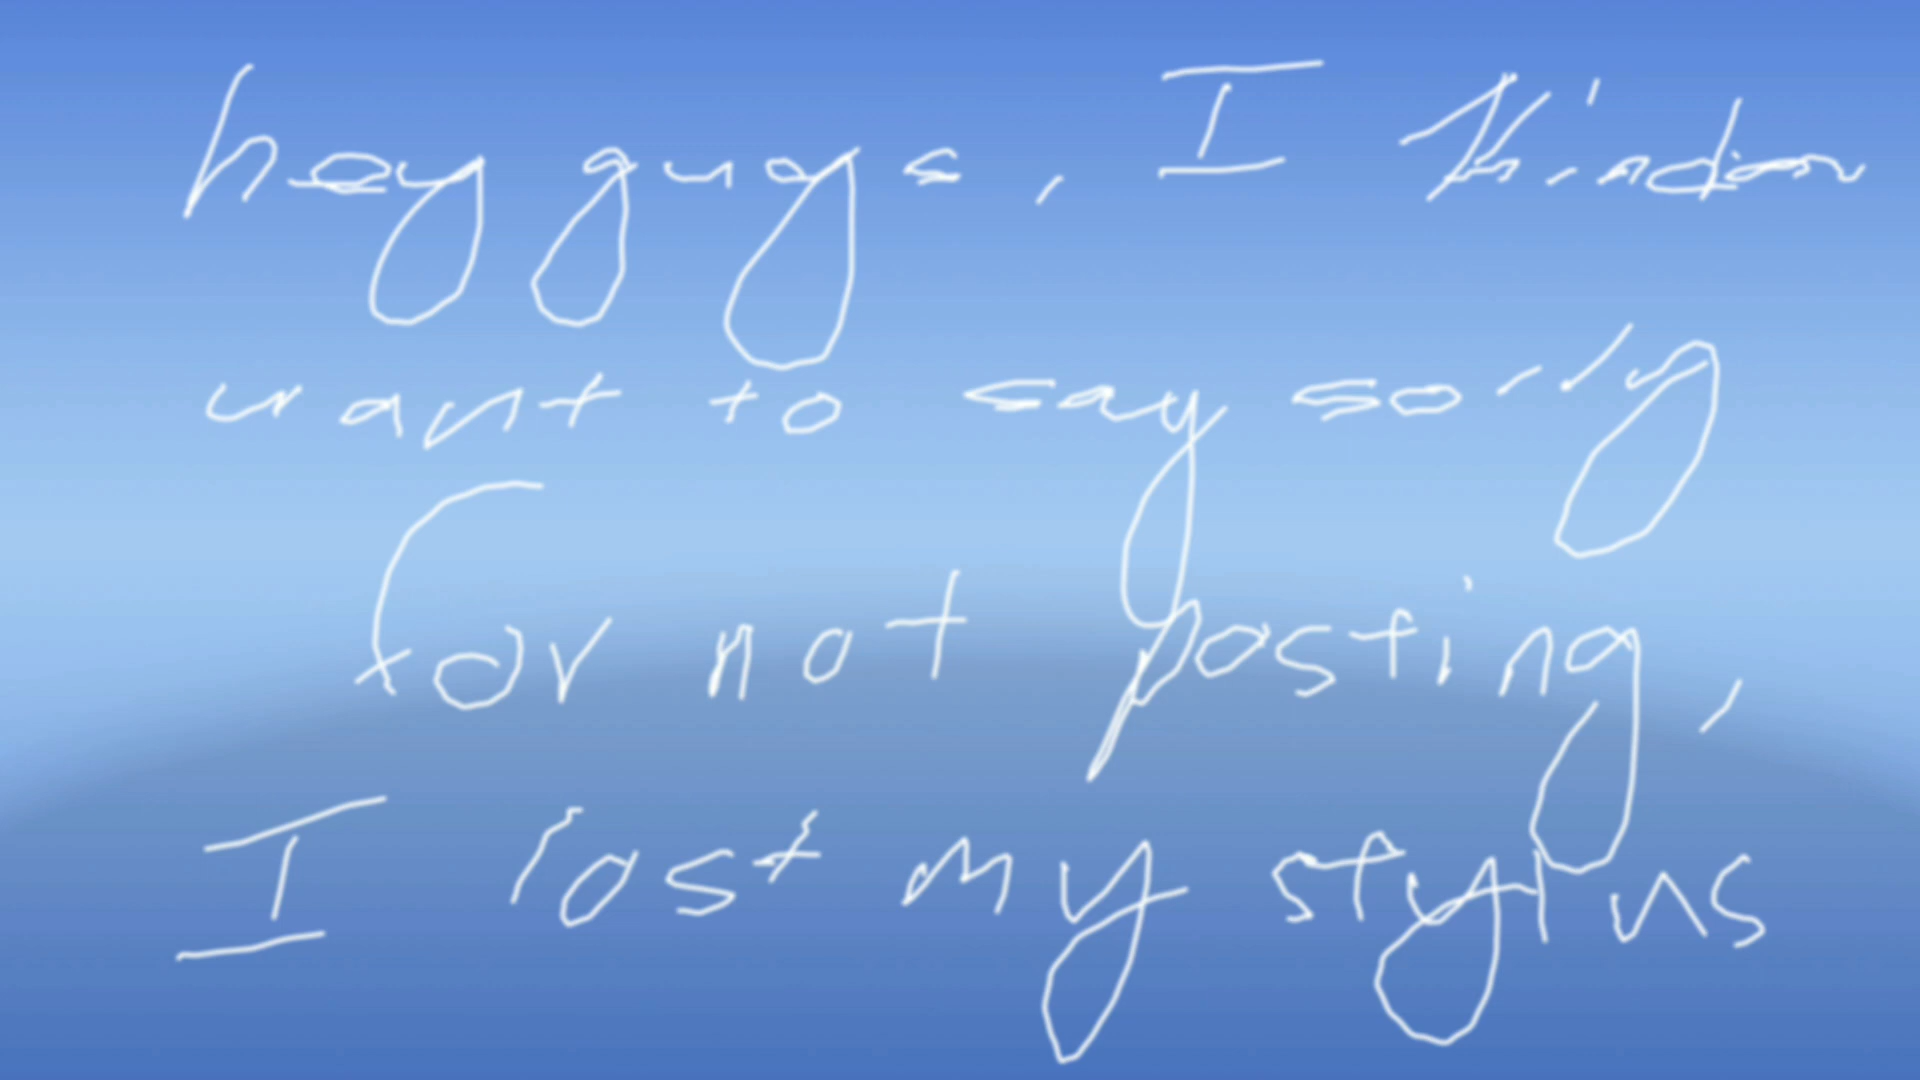 hey guys, I kinda
want to say sorry
for not posting,
I lost my stylus